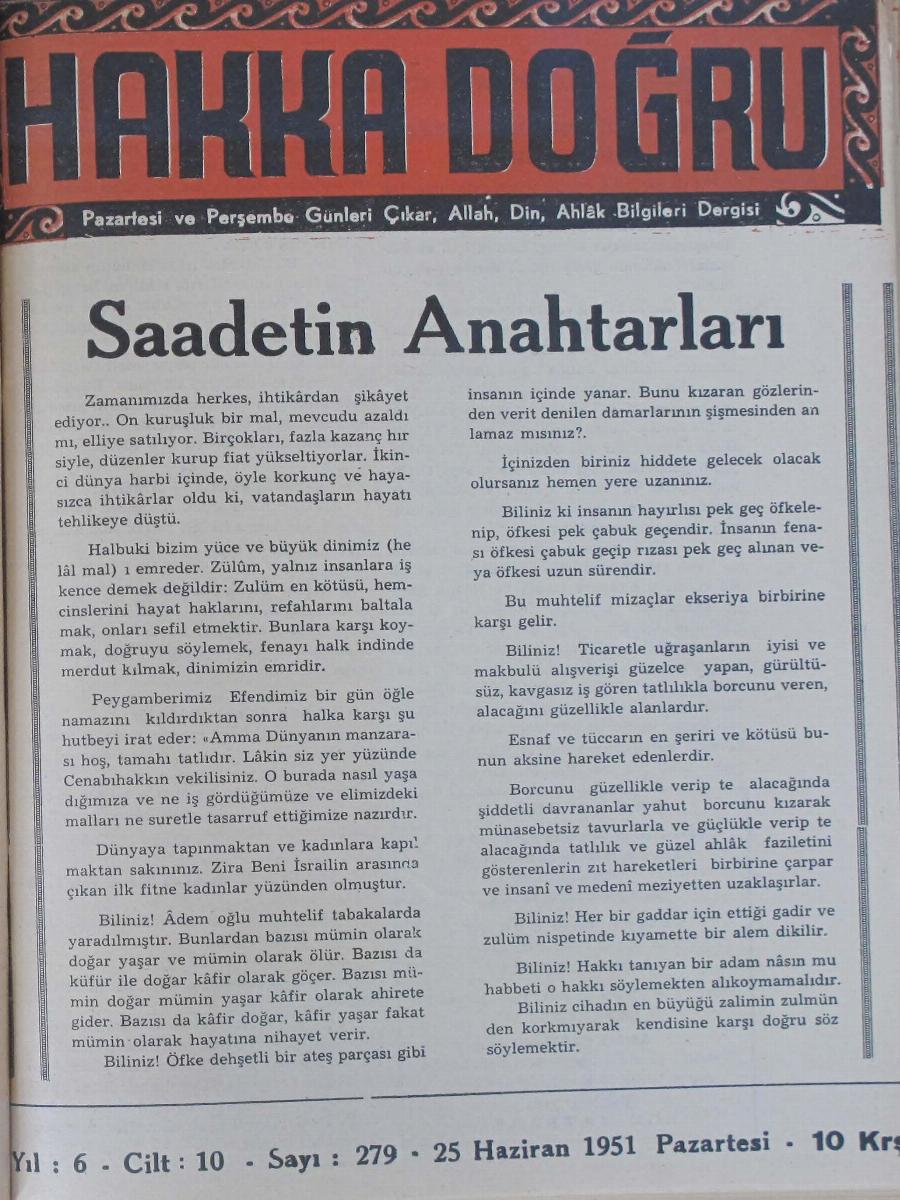 HAKKA DOĞRU
Pazartesi ve Perşembe Günleri Çıkar, Allah, Din, Ahlâk Bilgileri Dergisi
Saadetin Anahtarları
Zamanımızda herkes, ihtikârdan şikâyet
ediyor.. On kuruşluk bir mal, mevcudu azaldı
mı, elliye satılıyor. Birçokları, fazla kazanç hır
siyle, düzenler kurup fiat yükseltiyorlar. İkin-
ci dünya harbi içinde, öyle korkunç ve haya-
sızca ihtikârlar oldu ki, vatandaşların hayatı
tehlikeye düştü.
Halbuki bizim yüce ve büyük dinimiz (he
lâl mal) ı emreder. Zülûm, yalnız insanlara iş
kence demek değildir: Zulüm en kötüsü, hem-
cinslerini hayat haklarını, refahlarını baltala
mak, onları sefil etmektir. Bunlara karşı koy-
mak, doğruyu söylemek, fenayı halk indinde
merdut kılmak, dinimizin emridir.
Peygamberimiz Efendimiz bir gün öğle
namazını kıldırdıktan sonra halka karşı şu
hutbeyi irat eder: «Amma Dünyanın manzara-
sı hoş, tamahı tatlıdır. Lâkin siz yer yüzünde
Cenabıhakkın vekilisiniz. O burada nasıl yaşa
dığımıza ve ne iş gördüğümüze ve elimizdeki
malları ne suretle tasarruf ettiğimize nazırdır.
Dünyaya tapınmaktan ve kadınlara kapıl
maktan sakınınız. Zira Beni İsrailin arasında
çıkan ilk fitne kadınlar yüzünden olmuştur.
Biliniz! Âdem oğlu muhtelif tabakalarda
yaradılmıştır. Bunlardan bazısı mümin olarak
doğar yaşar ve mümin olarak ölür. Bazısı da
küfür ile doğar kâfir olarak göçer. Bazısı mü-
min doğar mümin yaşar kâfir olarak ahirete
gider. Bazısı da kâfir doğar, kâfir yaşar fakat
mümin olarak hayatına nihayet verir.
Biliniz! Öfke dehşetli bir ateş parçası gibi
insanın içinde yanar. Bunu kızaran gözlerin-
den verit denilen damarlarının şişmesinden an
lamaz mısınız?.
İçinizden biriniz hiddete gelecek olacak
olursanız hemen yere uzanınız.
Biliniz ki insanın hayırlısı pek geç öfkele-
nip, öfkesi pek çabuk geçendir. İnsanın fena-
sı öfkesi çabuk geçip rızası pek geç alınan ve-
ya öfkesi uzun sürendir.
Bu muhtelif mizaçlar ekseriya birbirine
karşı gelir.
Biliniz! Ticaretle uğraşanların iyisi ve
makbulü alışverişi güzelce yapan, gürültü-
süz, kavgasız iş gören tatlılıkla borcunu veren,
alacağını güzellikle alanlardır.
Esnaf ve tüccarın en şeriri ve kötüsü bu-
nun aksine hareket edenlerdir.
Borcunu güzellikle verip te alacağında
şiddetli davrananlar yahut borcunu kızarak
münasebetsiz tavurlarla ve güçlükle verip te
alacağında tatlılık ve güzel ahlâk faziletini
gösterenlerin zıt hareketleri birbirine çarpar
ve insanî ve medenî meziyetten uzaklaşırlar.
Biliniz! Her bir gaddar için ettiği gadir ve
zulüm nispetinde kıyamette bir alem dikilir.
Biliniz! Hakkı tanıyan bir adam nâsın mu
habbeti o hakkı söylemekten alıkoymamalıdır.
Biliniz cihadın en büyüğü zalimin zulmün
den korkmıyarak kendisine karşı doğru söz
söylemektir.
Yıl : 6 - Cilt : 10 - Sayı : 279 - 25 Haziran 1951 Pazartesi - 10 Krş